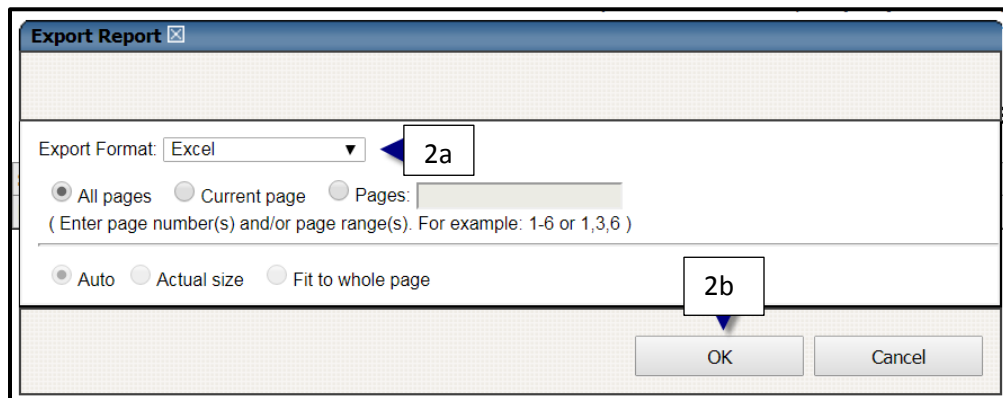 Export Report
Export Format: Excel
2a
All pages Current page Pages:
( Enter page number(s) and/or page range(s). For example: 1-6 or 1,3,6 )
Auto Actual size Fit to whole page
2b
OK Cancel